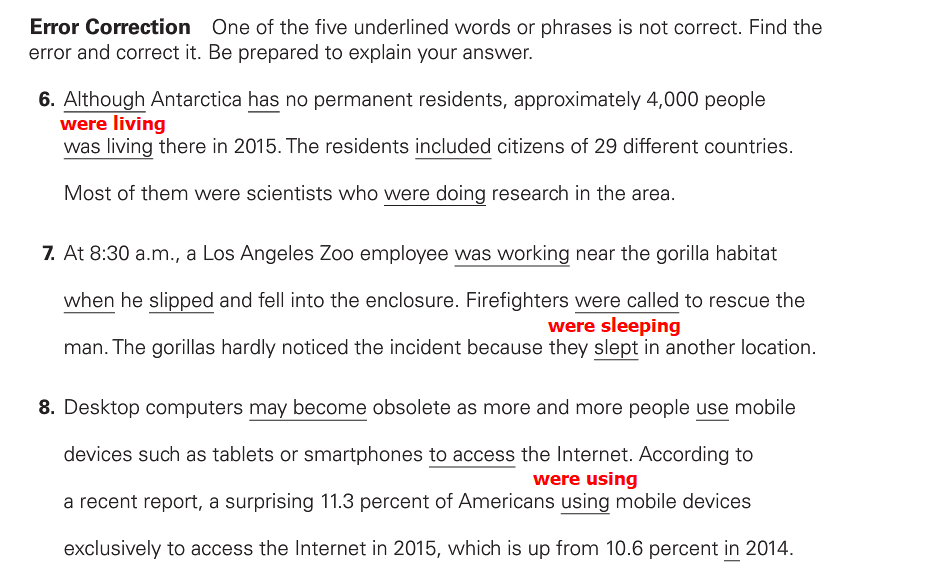 Error Correction One of the five underlined words or phrases is not correct. Find the
error and correct it. Be prepared to explain your answer.
6. Although Antarctica has no permanent residents, approximately 4,000 people
were living
was living there in 2015. The residents included citizens of 29 different countries.
Most of them were scientists who were doing research in the area.
7. At 8:30 a.m., a Los Angeles Zoo employee was working near the gorilla habitat
when he slipped and fell into the enclosure. Firefighters were called to rescue the
were sleeping
man. The gorillas hardly noticed the incident because they slept in another location.
8. Desktop computers may become obsolete as more and more people use mobile
devices such as tablets or smartphones to access the Internet. According to
were using
a recent report, a surprising 11.3 percent of Americans using mobile devices
exclusively to access the Internet in 2015, which is up from 10.6 percent in 2014.